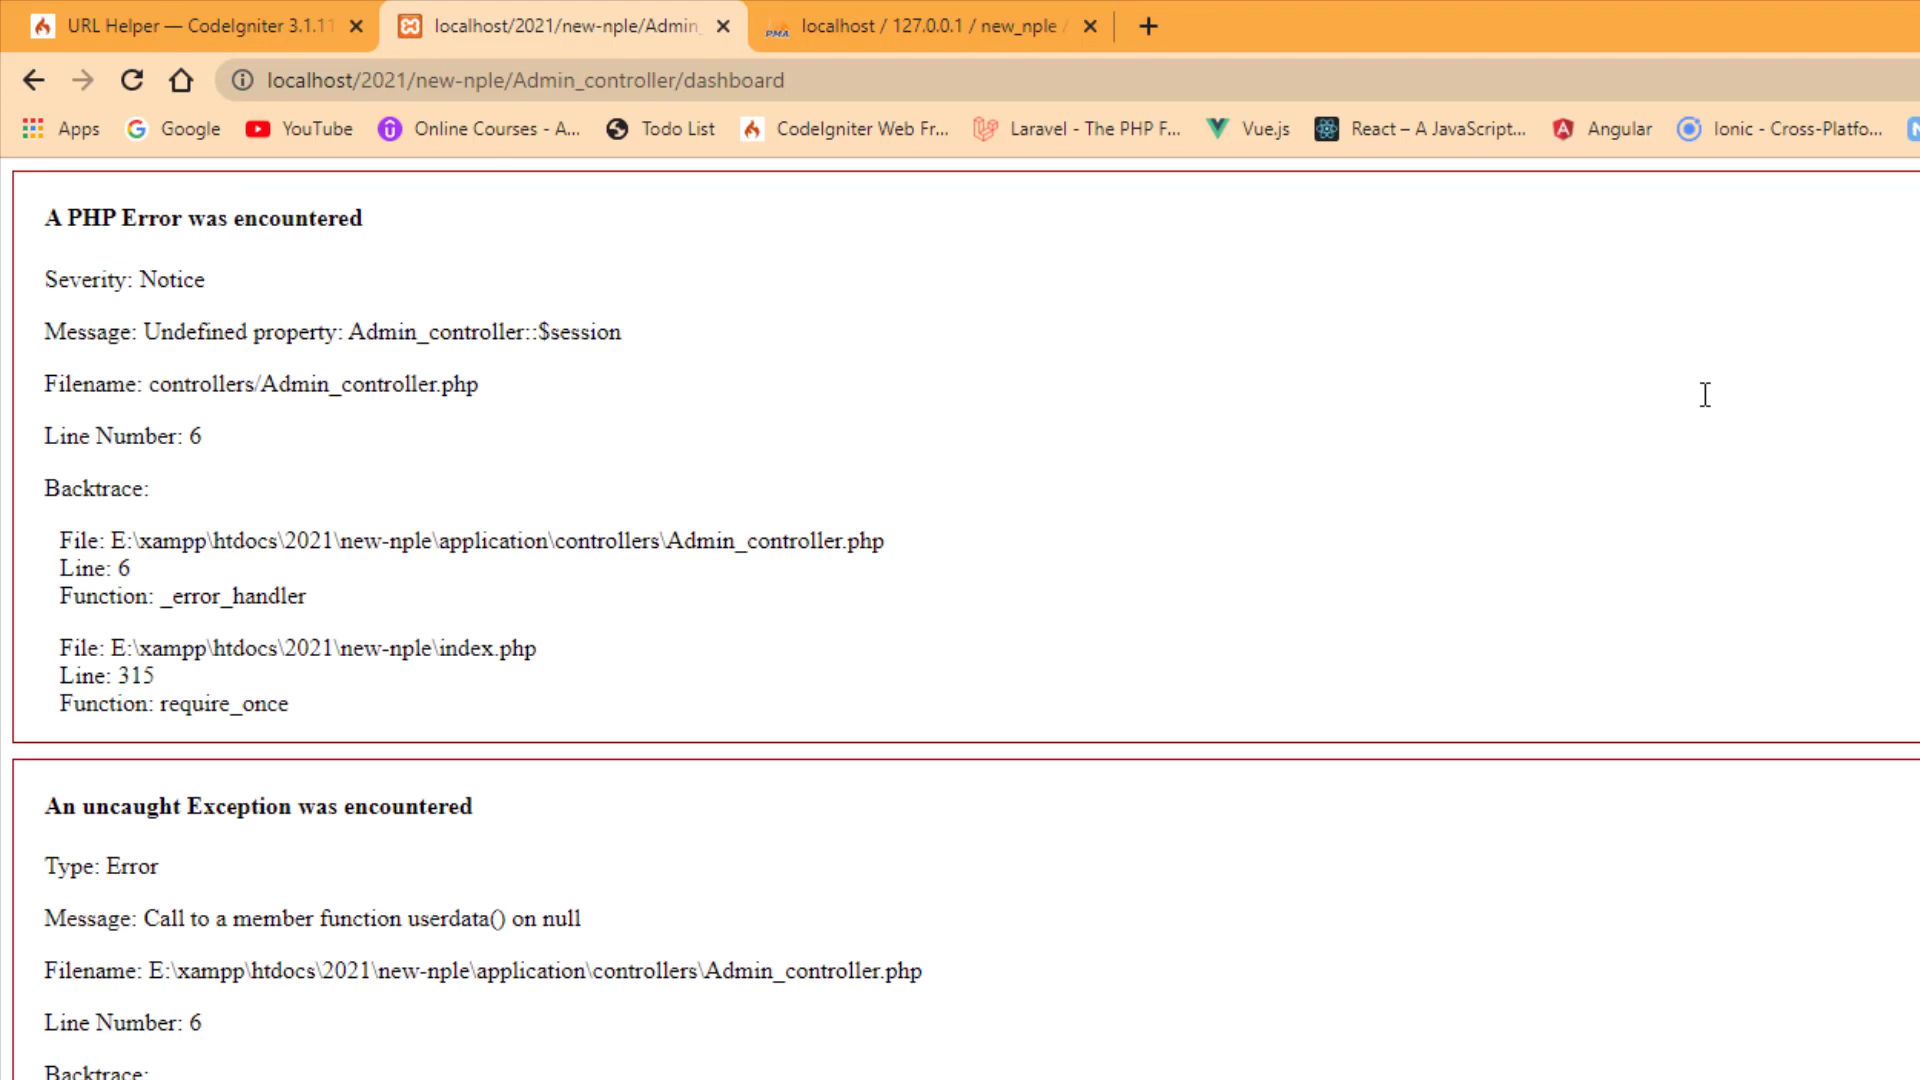 URL Helper — CodeIgniter 3.1.11
localhost/2021/new-nple/Admin_
PMA
localhost / 127.0.0.1 / new_nple /
localhost/2021/new-nple/Admin_controller/dashboard
Apps
Google
YouTube
Online Courses - A...
Todo List
CodeIgniter Web Fr...
Laravel - The PHP F...
Vue.js
React – A JavaScript...
Angular
Ionic - Cross-Platfo...
A PHP Error was encountered
Severity: Notice
Message: Undefined property: Admin_controller::$session
Filename: controllers/Admin_controller.php
Line Number: 6
Backtrace:
File: E:\xampp\htdocs\2021\new-nple\application\controllers\Admin_controller.php
Line: 6
Function: _error_handler
File: E:\xampp\htdocs\2021\new-nple\index.php
Line: 315
Function: require_once
An uncaught Exception was encountered
Type: Error
Message: Call to a member function userdata() on null
Filename: E:\xampp\htdocs\2021\new-nple\application\controllers\Admin_controller.php
Line Number: 6
Backtrace: